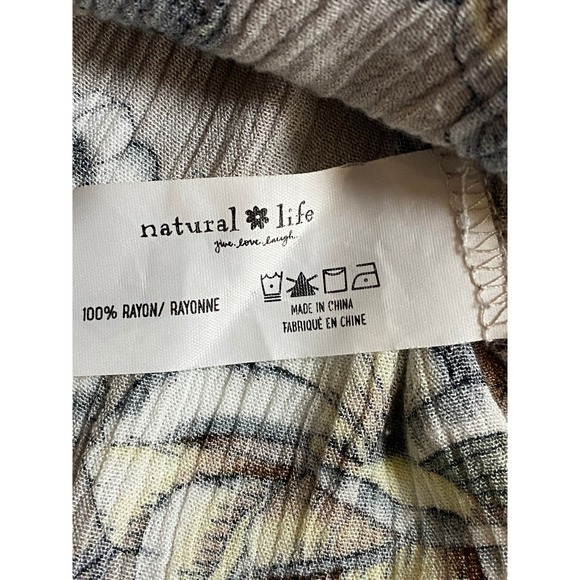 natural life
give. love. laugh.
100% RAYON/ RAYONNE
MADE IN CHINA
FABRIQUÉ EN CHINE